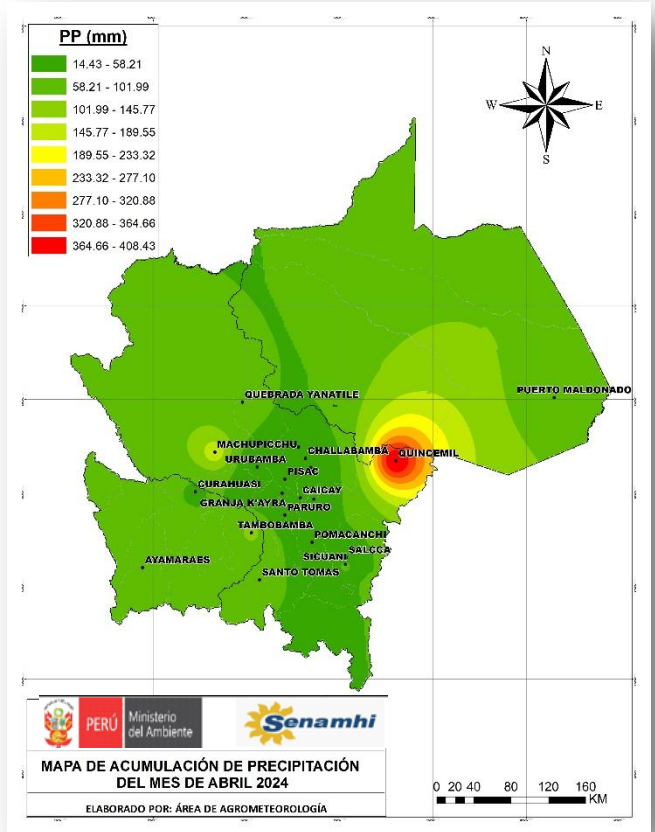 PP (mm)
14.43 - 58.21
58.21 - 101.99
101.99 - 145.77
145.77 - 189.55
189.55 - 233.32
233.32 - 277.10
277.10 - 320.88
320.88 - 364.66
364.66 - 408.43
N
W E
S
PUERTO MALDONADO
QUEBRADA YANATILE
MACHUPICCHU
CHALLABAMBA
QUINCEMIL
URUBAMBA
PISAC
CURAHUASI
CAICAY
GRANJA K'AYRA
PARURO
TAMBOBAMBA
POMACANCHI
SALCCA
SICUANI
AYAMARAES
SANTO TOMAS
PERÚ
Ministerio
del Ambiente
Senamhi
MAPA DE ACUMULACIÓN DE PRECIPITACIÓN
DEL MES DE ABRIL 2024
ELABORADO POR: ÁREA DE AGROMETEOROLOGÍA
0 20 40 80 120 160
KM